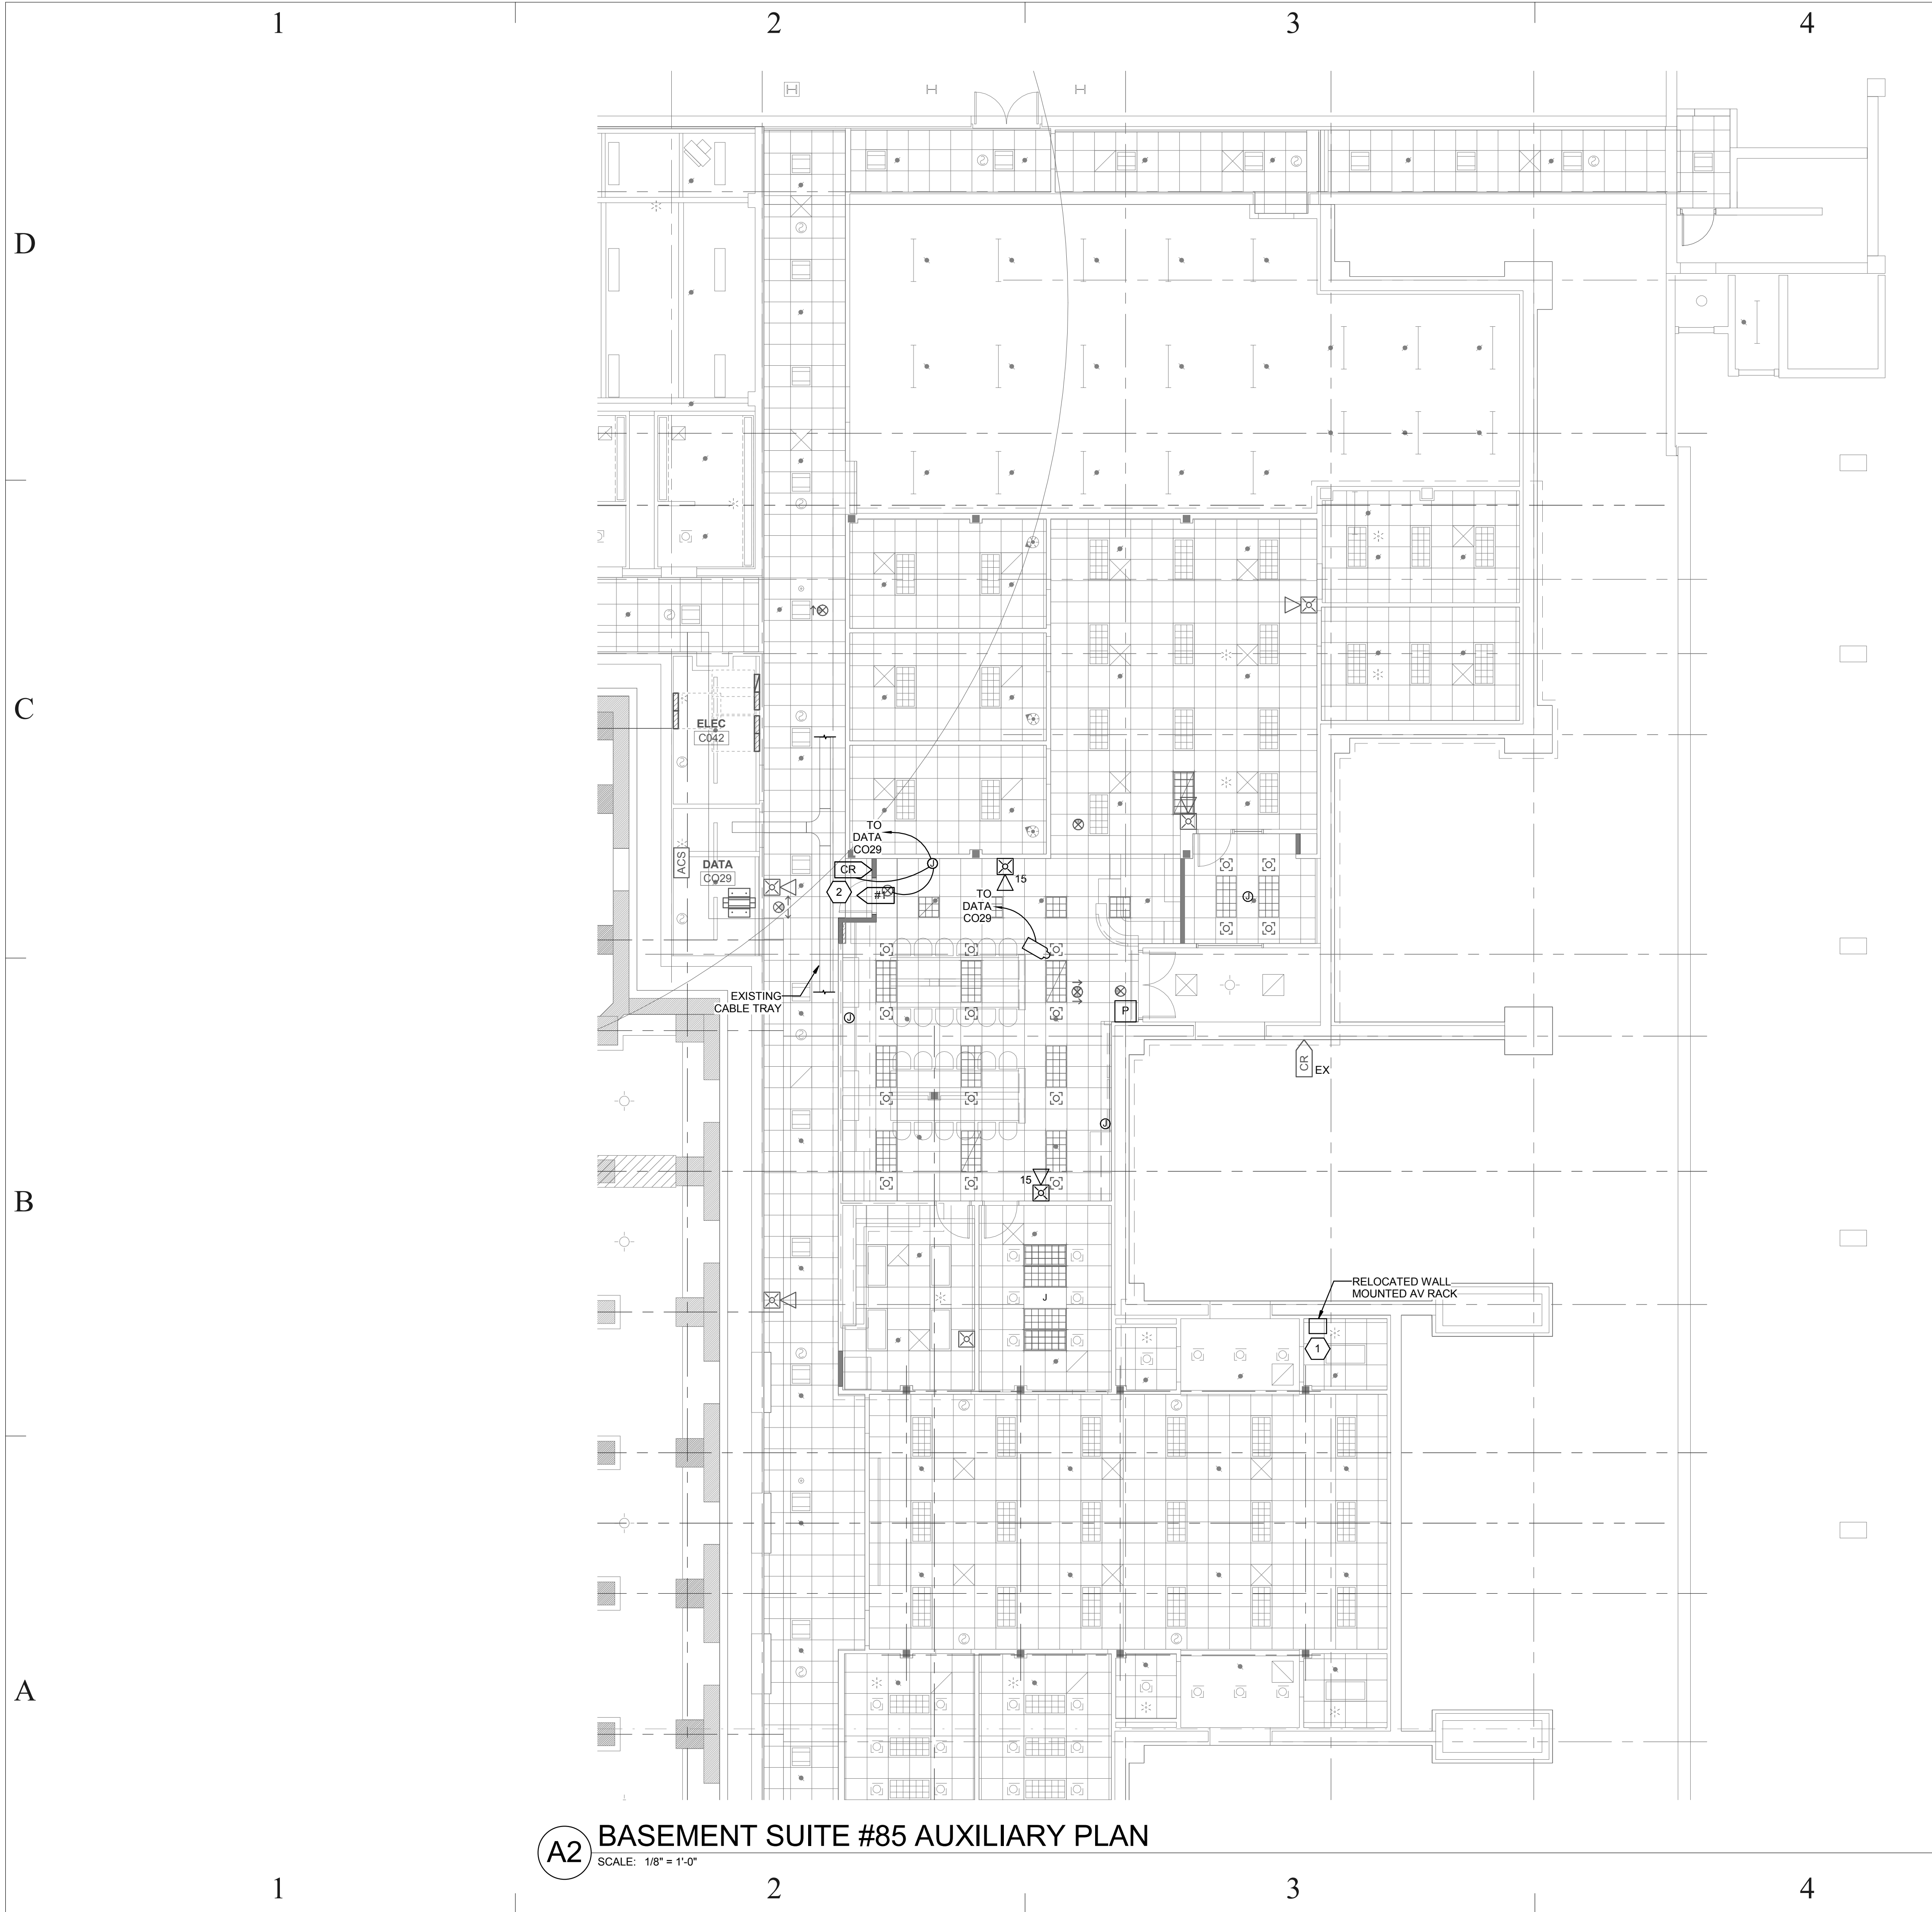 1
2
3
4
D
C
B
A
ELEC
C042
ACS
DATA
CO29
TO
DATA
CO29
CR
J
2
#1
15
TO
DATA
CO29
J
EXISTING
CABLE TRAY
J
P
CR
EX
J
15
J
RELOCATED WALL
MOUNTED AV RACK
1
A2
BASEMENT SUITE #85 AUXILIARY PLAN
SCALE: 1/8" = 1'-0"
1
2
3
4